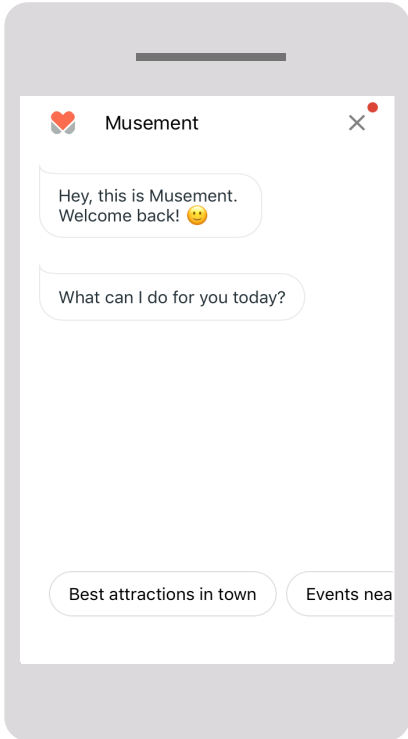 Musement
Hey, this is Musement.
Welcome back! 🙂
What can I do for you today?
Best attractions in town
Events nea